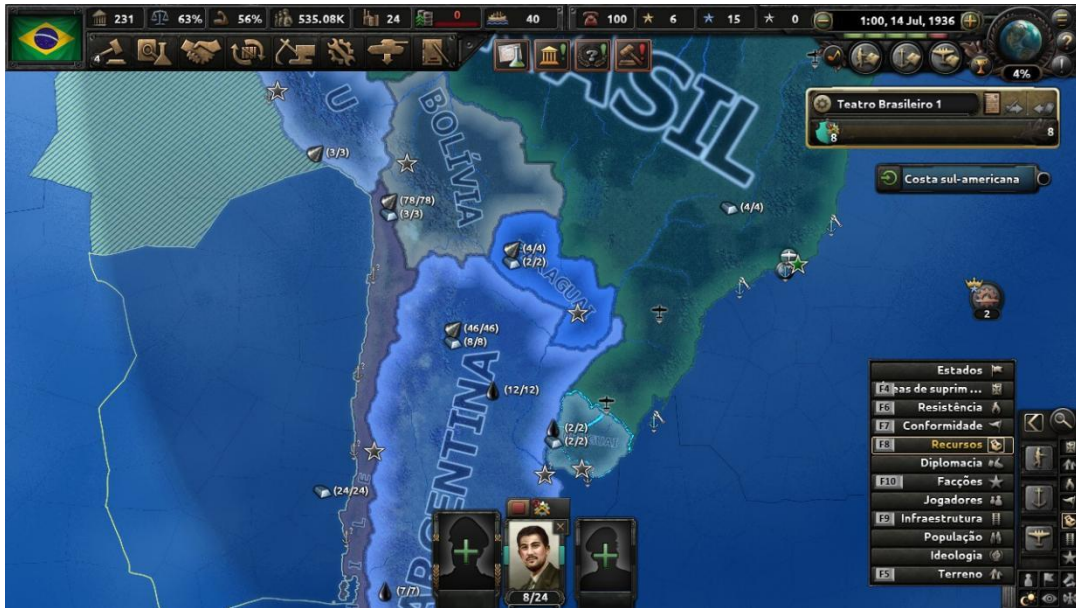 231 63% 56% 535.08K 24 0 40 100 6 15 0 1:00, 14 Jul, 1936
4
4%
Teatro Brasileiro 1
8 8
Costa sul-americana
BOLÍVIA
(3/3)
(78/78)
(3/3)
(4/4)
(4/4)
(2/2)
(46/46)
(8/8)
(12/12)
(2/2)
(2/2)
ARGENTINA
(24/24)
(7/7)
2
Estados
F4
F6 Resistência
F7 Conformidade
F8 Recursos
Diplomacia
F10 Facções
Jogadores
F9 Infraestrutura
População
Ideologia
F5 Terreno
8/24